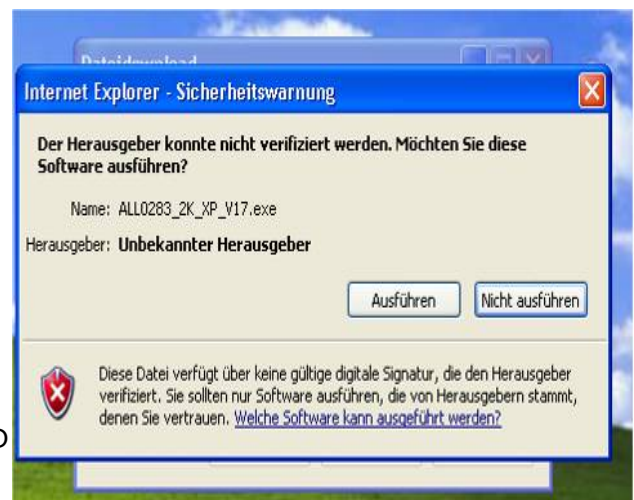 Dateidownload
Internet Explorer - Sicherheitswarnung
Der Herausgeber konnte nicht verifiziert werden. Möchten Sie diese
Software ausführen?
Name: ALL0283_2K_XP_V17.exe
Herausgeber: Unbekannter Herausgeber
Ausführen Nicht ausführen
Diese Datei verfügt über keine gültige digitale Signatur, die den Herausgeber
verifiziert. Sie sollten nur Software ausführen, die von Herausgebern stammt,
denen Sie vertrauen. Welche Software kann ausgeführt werden?